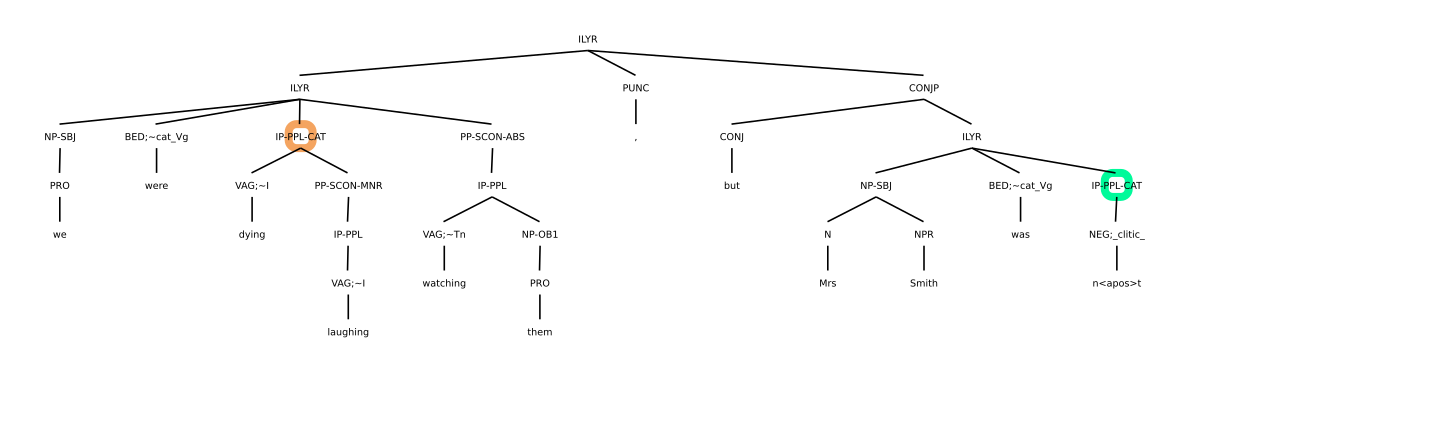 ILYR
ILYR PUNC CONJP
NP-SBJ BED;~cat_Vg IP-PPL-CAT PP-SCON-ABS , CONJ ILYR
PRO were VAG;~I PP-SCON-MNR IP-PPL but NP-SBJ BED;~cat_Vg IP-PPL-CAT
we dying IP-PPL VAG;~Tn NP-OB1 N NPR was NEG;_clitic_
VAG;~I watching PRO Mrs Smith n<apos>t
laughing them